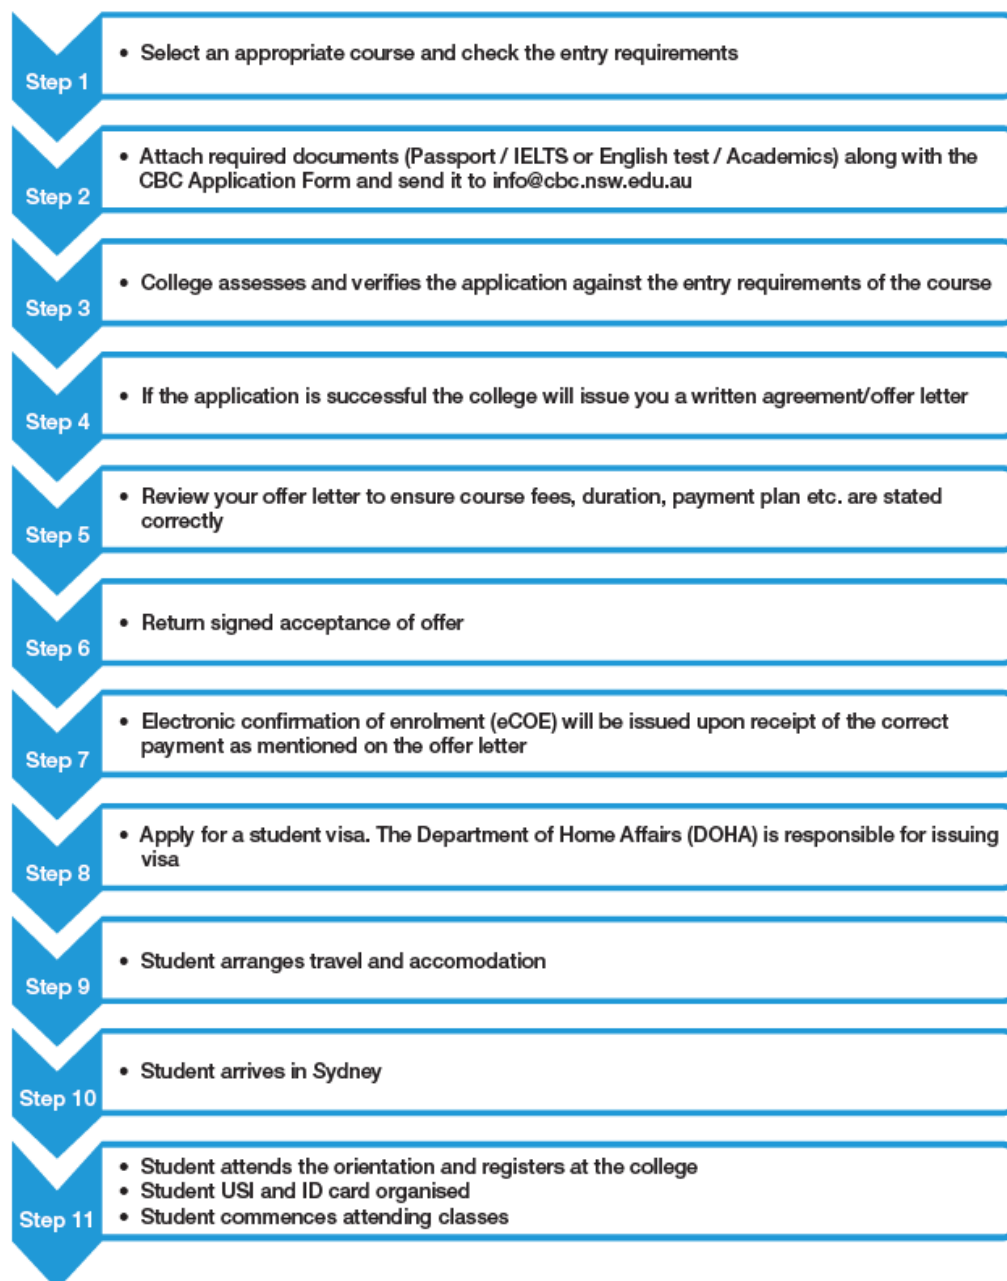 Step 1
• Select an appropriate course and check the entry requirements
Step 2
• Attach required documents (Passport / IELTS or English test / Academics) along with the
CBC Application Form and send it to info@cbc.nsw.edu.au
Step 3
• College assesses and verifies the application against the entry requirements of the course
Step 4
• If the application is successful the college will issue you a written agreement/offer letter
Step 5
• Review your offer letter to ensure course fees, duration, payment plan etc. are stated
correctly
Step 6
• Return signed acceptance of offer
Step 7
• Electronic confirmation of enrolment (eCOE) will be issued upon receipt of the correct
payment as mentioned on the offer letter
Step 8
• Apply for a student visa. The Department of Home Affairs (DOHA) is responsible for issuing
visa
Step 9
• Student arranges travel and accomodation
Step 10
• Student arrives in Sydney
Step 11
• Student attends the orientation and registers at the college
• Student USI and ID card organised
• Student commences attending classes